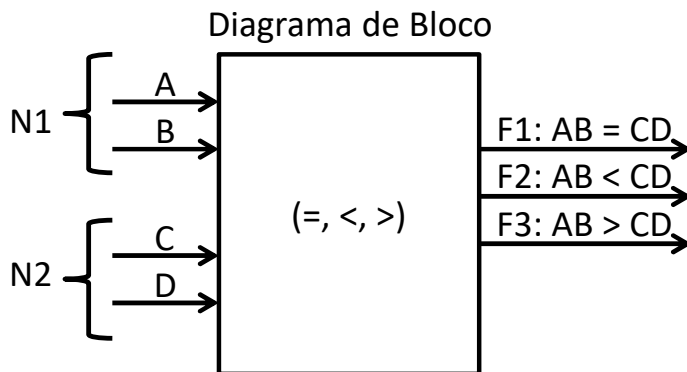 Diagrama de Bloco
N1
A
B
N2
C
D
(=, <, >)
F1: AB = CD
F2: AB < CD
F3: AB > CD